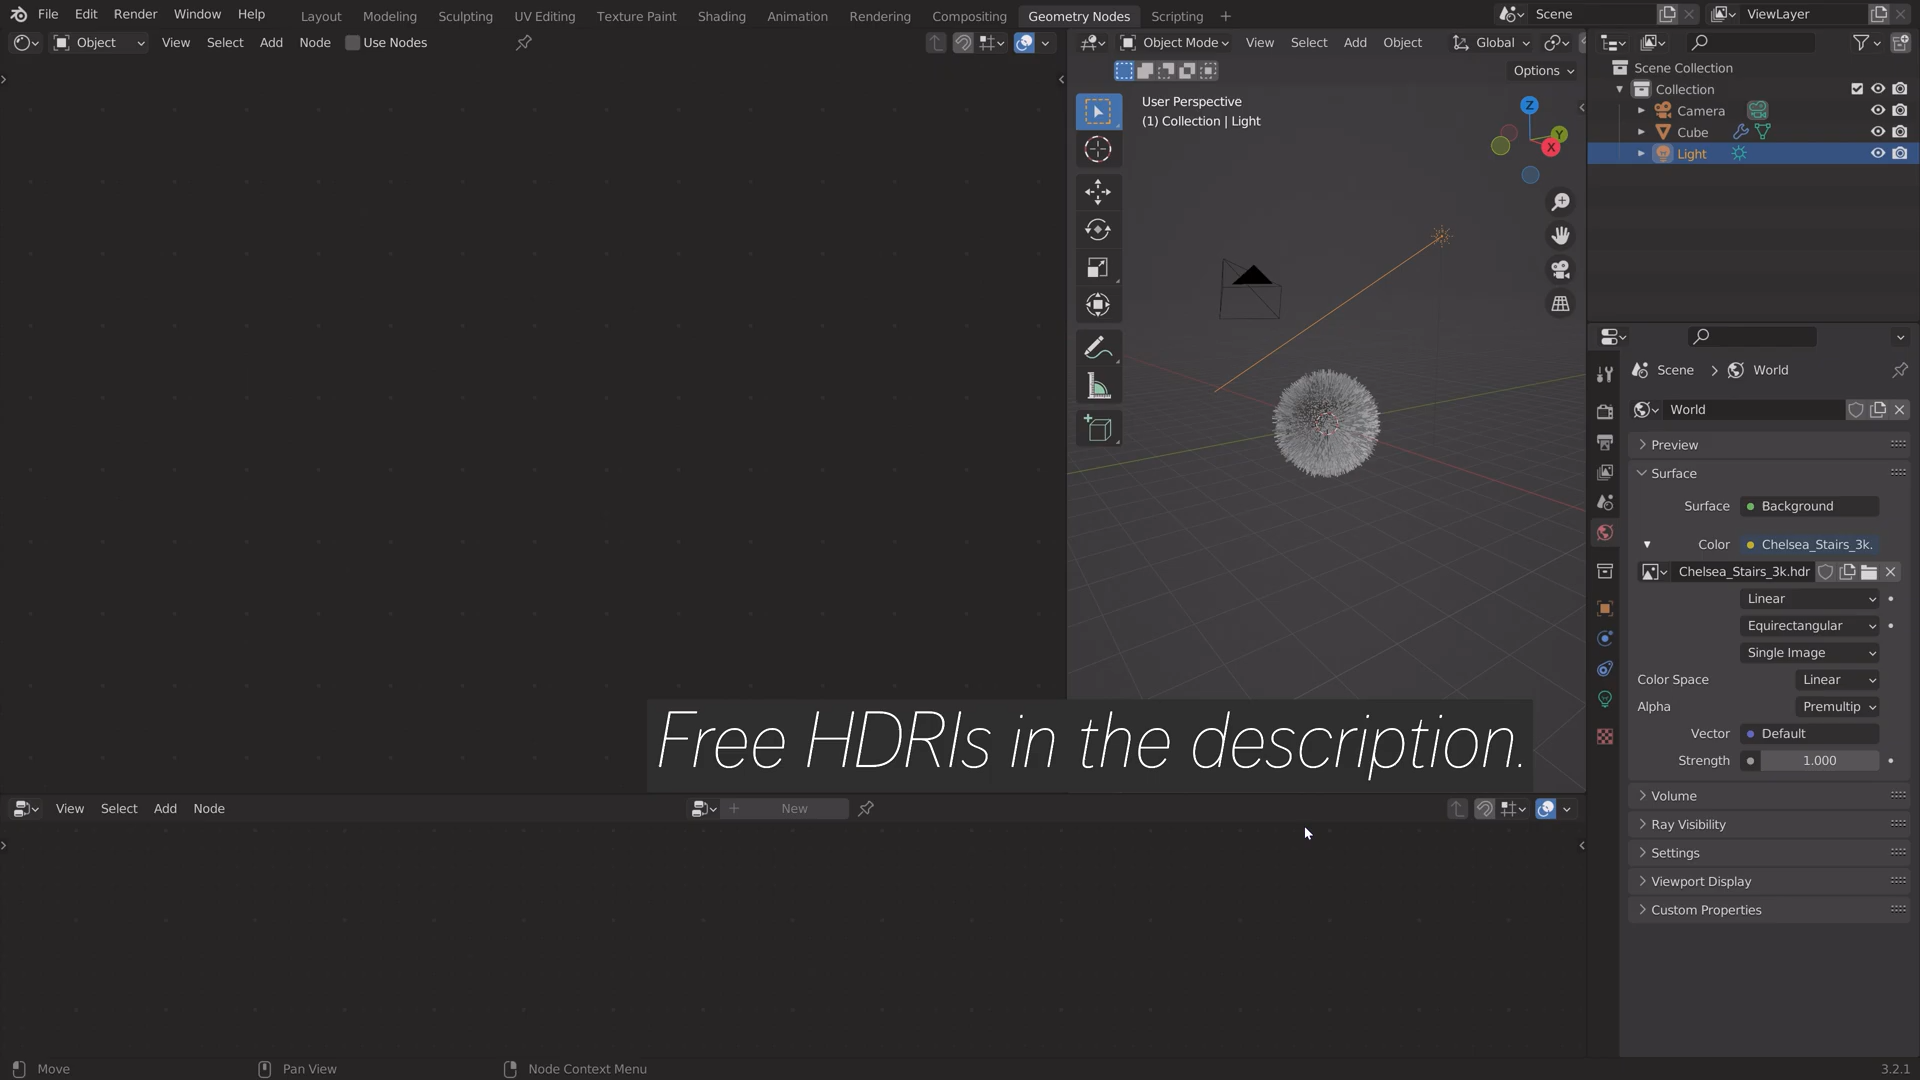 File Edit Render Window Help Layout Modeling Sculpting UV Editing Texture Paint Shading Animation Rendering Compositing Geometry Nodes Scripting + Scene ViewLayer
Object View Select Add Node Use Nodes
Object Mode View Select Add Object Global
Options
User Perspective
(1) Collection | Light
Z
Y
X
Scene Collection
Collection
Camera
Cube
Light
Scene > World
World
Preview
Surface
Surface Background
Color Chelsea_Stairs_3k.
Chelsea_Stairs_3k.hdr
Linear
Equirectangular
Single Image
Color Space Linear
Alpha Premultip
Vector Default
Strength 1.000
Volume
Ray Visibility
Settings
Viewport Display
Custom Properties
Free HDRIs in the description.
View Select Add Node + New
Move Pan View Node Context Menu 3.2.1